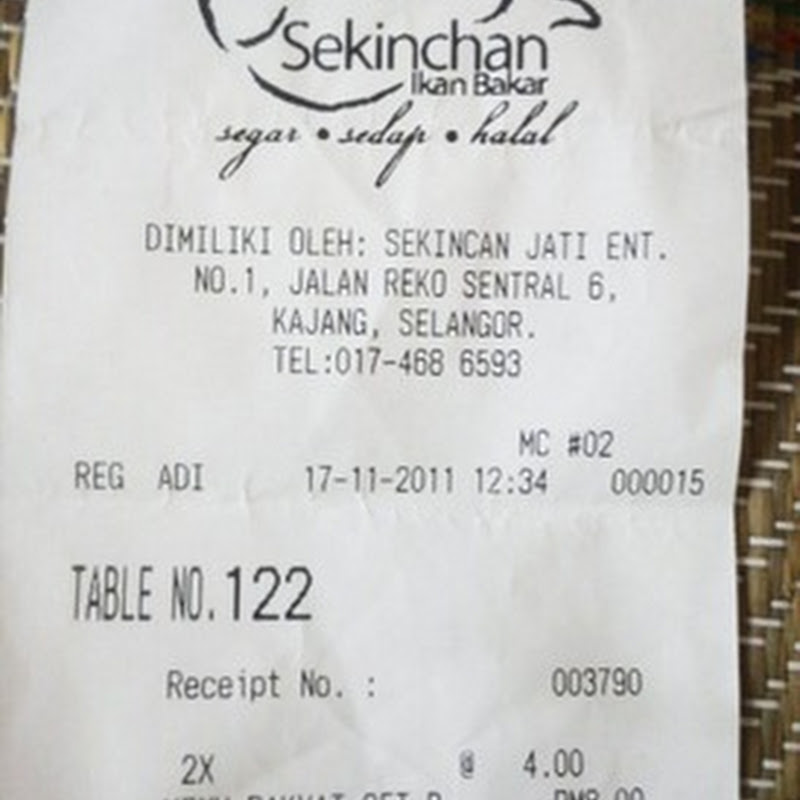 Sekinchan
Ikan Bakar
segar • sedap • halal
DIMILIKI OLEH: SEKINCAN JATI ENT.
NO.1, JALAN REKO SENTRAL 6,
KAJANG, SELANGOR.
TEL:017-468 6593
MC #02
REG ADI 17-11-2011 12:34 000015
TABLE NO.122
Receipt No. : 003790
2X @ 4.00